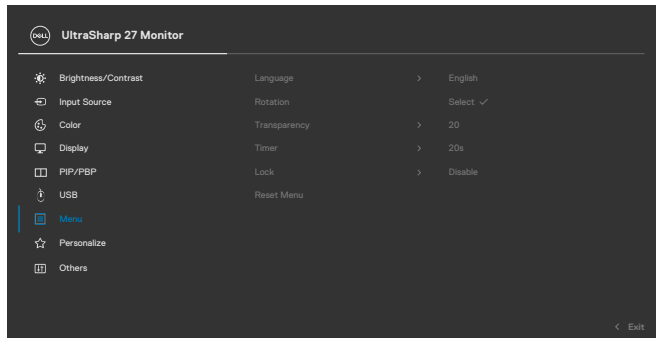 DELL UltraSharp 27 Monitor
Brightness/Contrast Language > English
Input Source Rotation Select ✓
Color Transparency > 20
Display Timer > 20s
PIP/PBP Lock > Disable
USB Reset Menu
Menu
Personalize
Others
< Exit